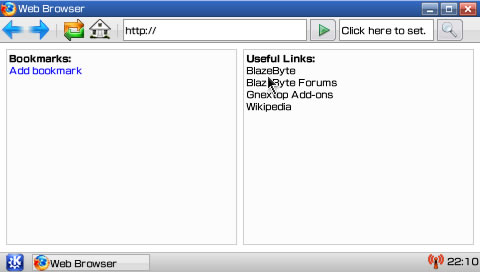 Web Browser
http://
Click here to set.
Bookmarks:
Add bookmark
Useful Links:
BlazeByte
BlazeByte Forums
Gnextop Add-ons
Wikipedia
Web Browser
22:10